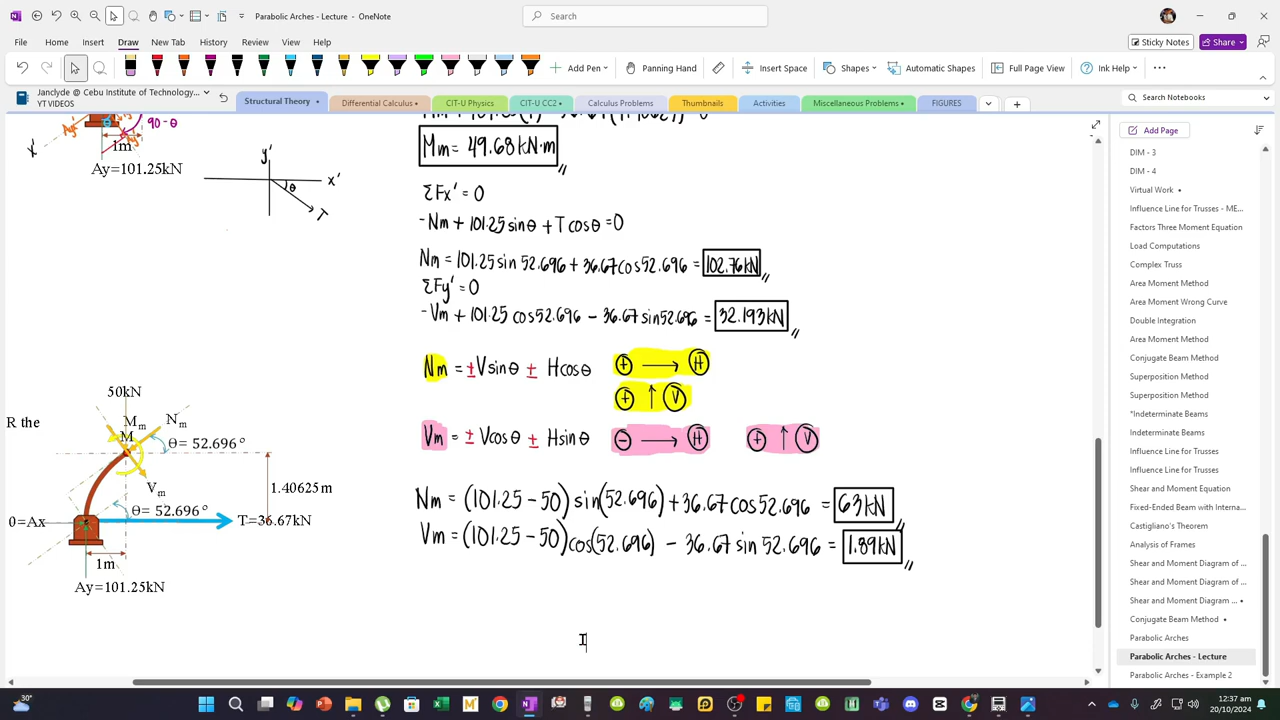 Parabolic Arches - Lecture - OneNote
Search
File Home Insert Draw New Tab History Review View Help
Sticky Notes
Share
Add Pen
Panning Hand
Insert Space
Shapes
Automatic Shapes
Full Page View
Ink Help
Janclyde @ Cebu Institute of Technology...
YT VIDEOS
Structural Theory
Differential Calculus
CIT-U Physics
CIT-U CC2
Calculus Problems
Thumbnails
Activities
Miscellaneous Problems
FIGURES
Search Notebooks
Add Page
DIM - 3
DIM - 4
Virtual Work
Influence Line for Trusses - ME...
Factors Three Moment Equation
Load Computations
Complex Truss
Area Moment Method
Area Moment Wrong Curve
Double Integration
Area Moment Method
Conjugate Beam Method
Superposition Method
Superposition Method
*Indeterminate Beams
Indeterminate Beams
Influence Line for Trusses
Influence Line for Trusses
Shear and Moment Equation
Fixed-Ended Beam with Interna...
Castigliano's Theorem
Analysis of Frames
Shear and Moment Diagram of ...
Shear and Moment Diagram of ...
Shear and Moment Diagram ...
Conjugate Beam Method
Parabolic Arches
Parabolic Arches - Lecture
Parabolic Arches - Example 2
90-θ
1m
Ay=101.25kN
y'
x'
θ
T
Mm = 49.68kN·m
ΣFx' = 0
-Nm + 101.25 sinθ + T cosθ = 0
Nm = 101.25 sin 52.696 + 36.67 cos 52.696 = 102.76kN
ΣFy' = 0
-Vm + 101.25 cos52.696 - 36.67 sin52.696 = 32.193kN
Nm = ±Vsinθ ± Hcosθ ⊕ → H
⊕ ↑ V
Vm = ± Vcosθ ± Hsinθ ⊖ → H ⊕ ↑ V
Nm = (101.25 - 50) sin(52.696) + 36.67 cos 52.696 = 63kN
Vm = (101.25 - 50) cos(52.696) - 36.67 sin 52.696 = 1.89kN
R the
50kN
Mm
Nm
M
θ= 52.696°
Vm
1.40625m
θ= 52.696°
0=Ax
T=36.67kN
1m
Ay=101.25kN
30°
ENG
12:37 AM
20/10/2024